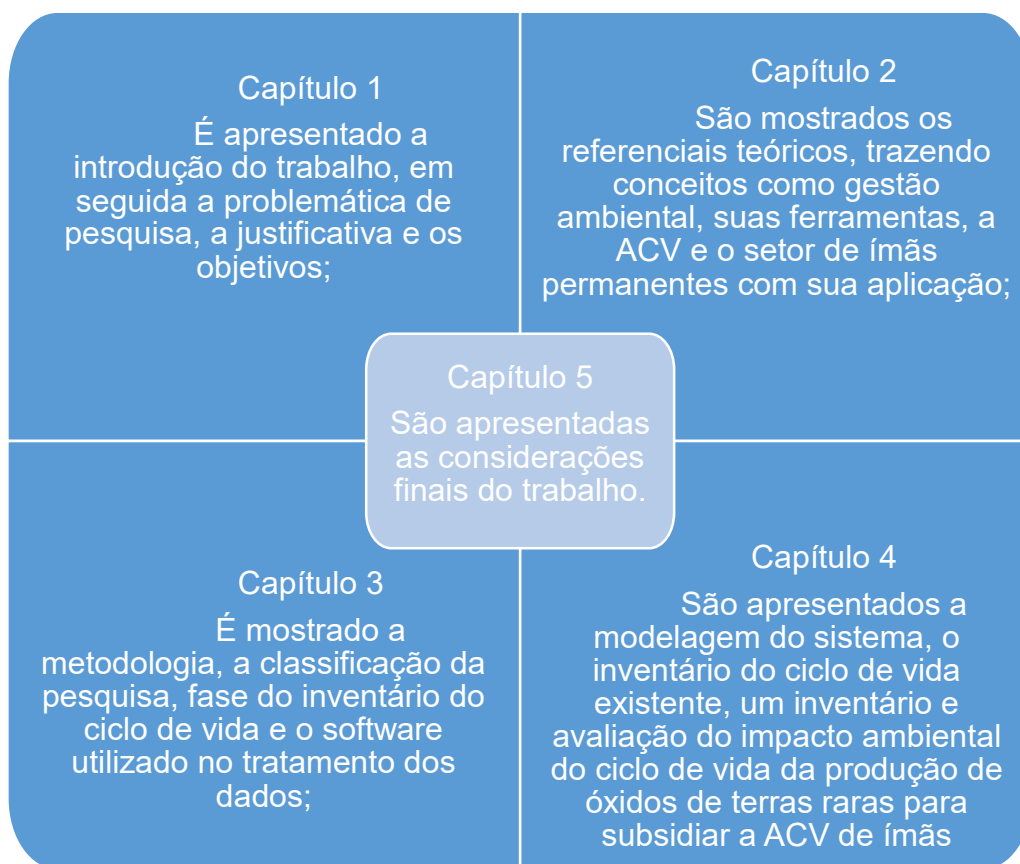 Capítulo 1
É apresentado a
introdução do trabalho, em
seguida a problemática de
pesquisa, a justificativa e os
objetivos;
Capítulo 2
São mostrados os
referenciais teóricos, trazendo
conceitos como gestão
ambiental, suas ferramentas, a
ACV e o setor de ímãs
permanentes com sua aplicação;
Capítulo 5
São apresentadas
as considerações
finais do trabalho.
Capítulo 3
É mostrado a
metodologia, a classificação da
pesquisa, fase do inventário do
ciclo de vida e o software
utilizado no tratamento dos
dados;
Capítulo 4
São apresentados a
modelagem do sistema, o
inventário do ciclo de vida
existente, um inventário e
avaliação do impacto ambiental
do ciclo de vida da produção de
óxidos de terras raras para
subsidiar a ACV de ímãs